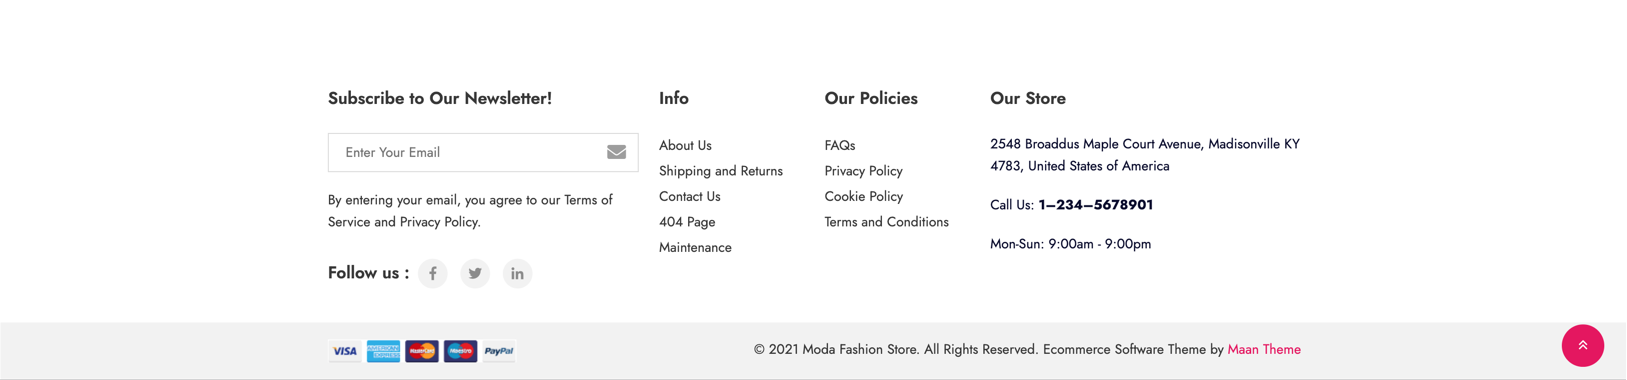 Subscribe to Our Newsletter!
Enter Your Email
By entering your email, you agree to our Terms of
Service and Privacy Policy.
Follow us :
Info
About Us
Shipping and Returns
Contact Us
404 Page
Maintenance
Our Policies
FAQs
Privacy Policy
Cookie Policy
Terms and Conditions
Our Store
2548 Broaddus Maple Court Avenue, Madisonville KY
4783, United States of America
Call Us: 1–234–5678901
Mon-Sun: 9:00am - 9:00pm
VISA AMERICAN EXPRESS MasterCard Maestro PayPal
© 2021 Moda Fashion Store. All Rights Reserved. Ecommerce Software Theme by Maan Theme